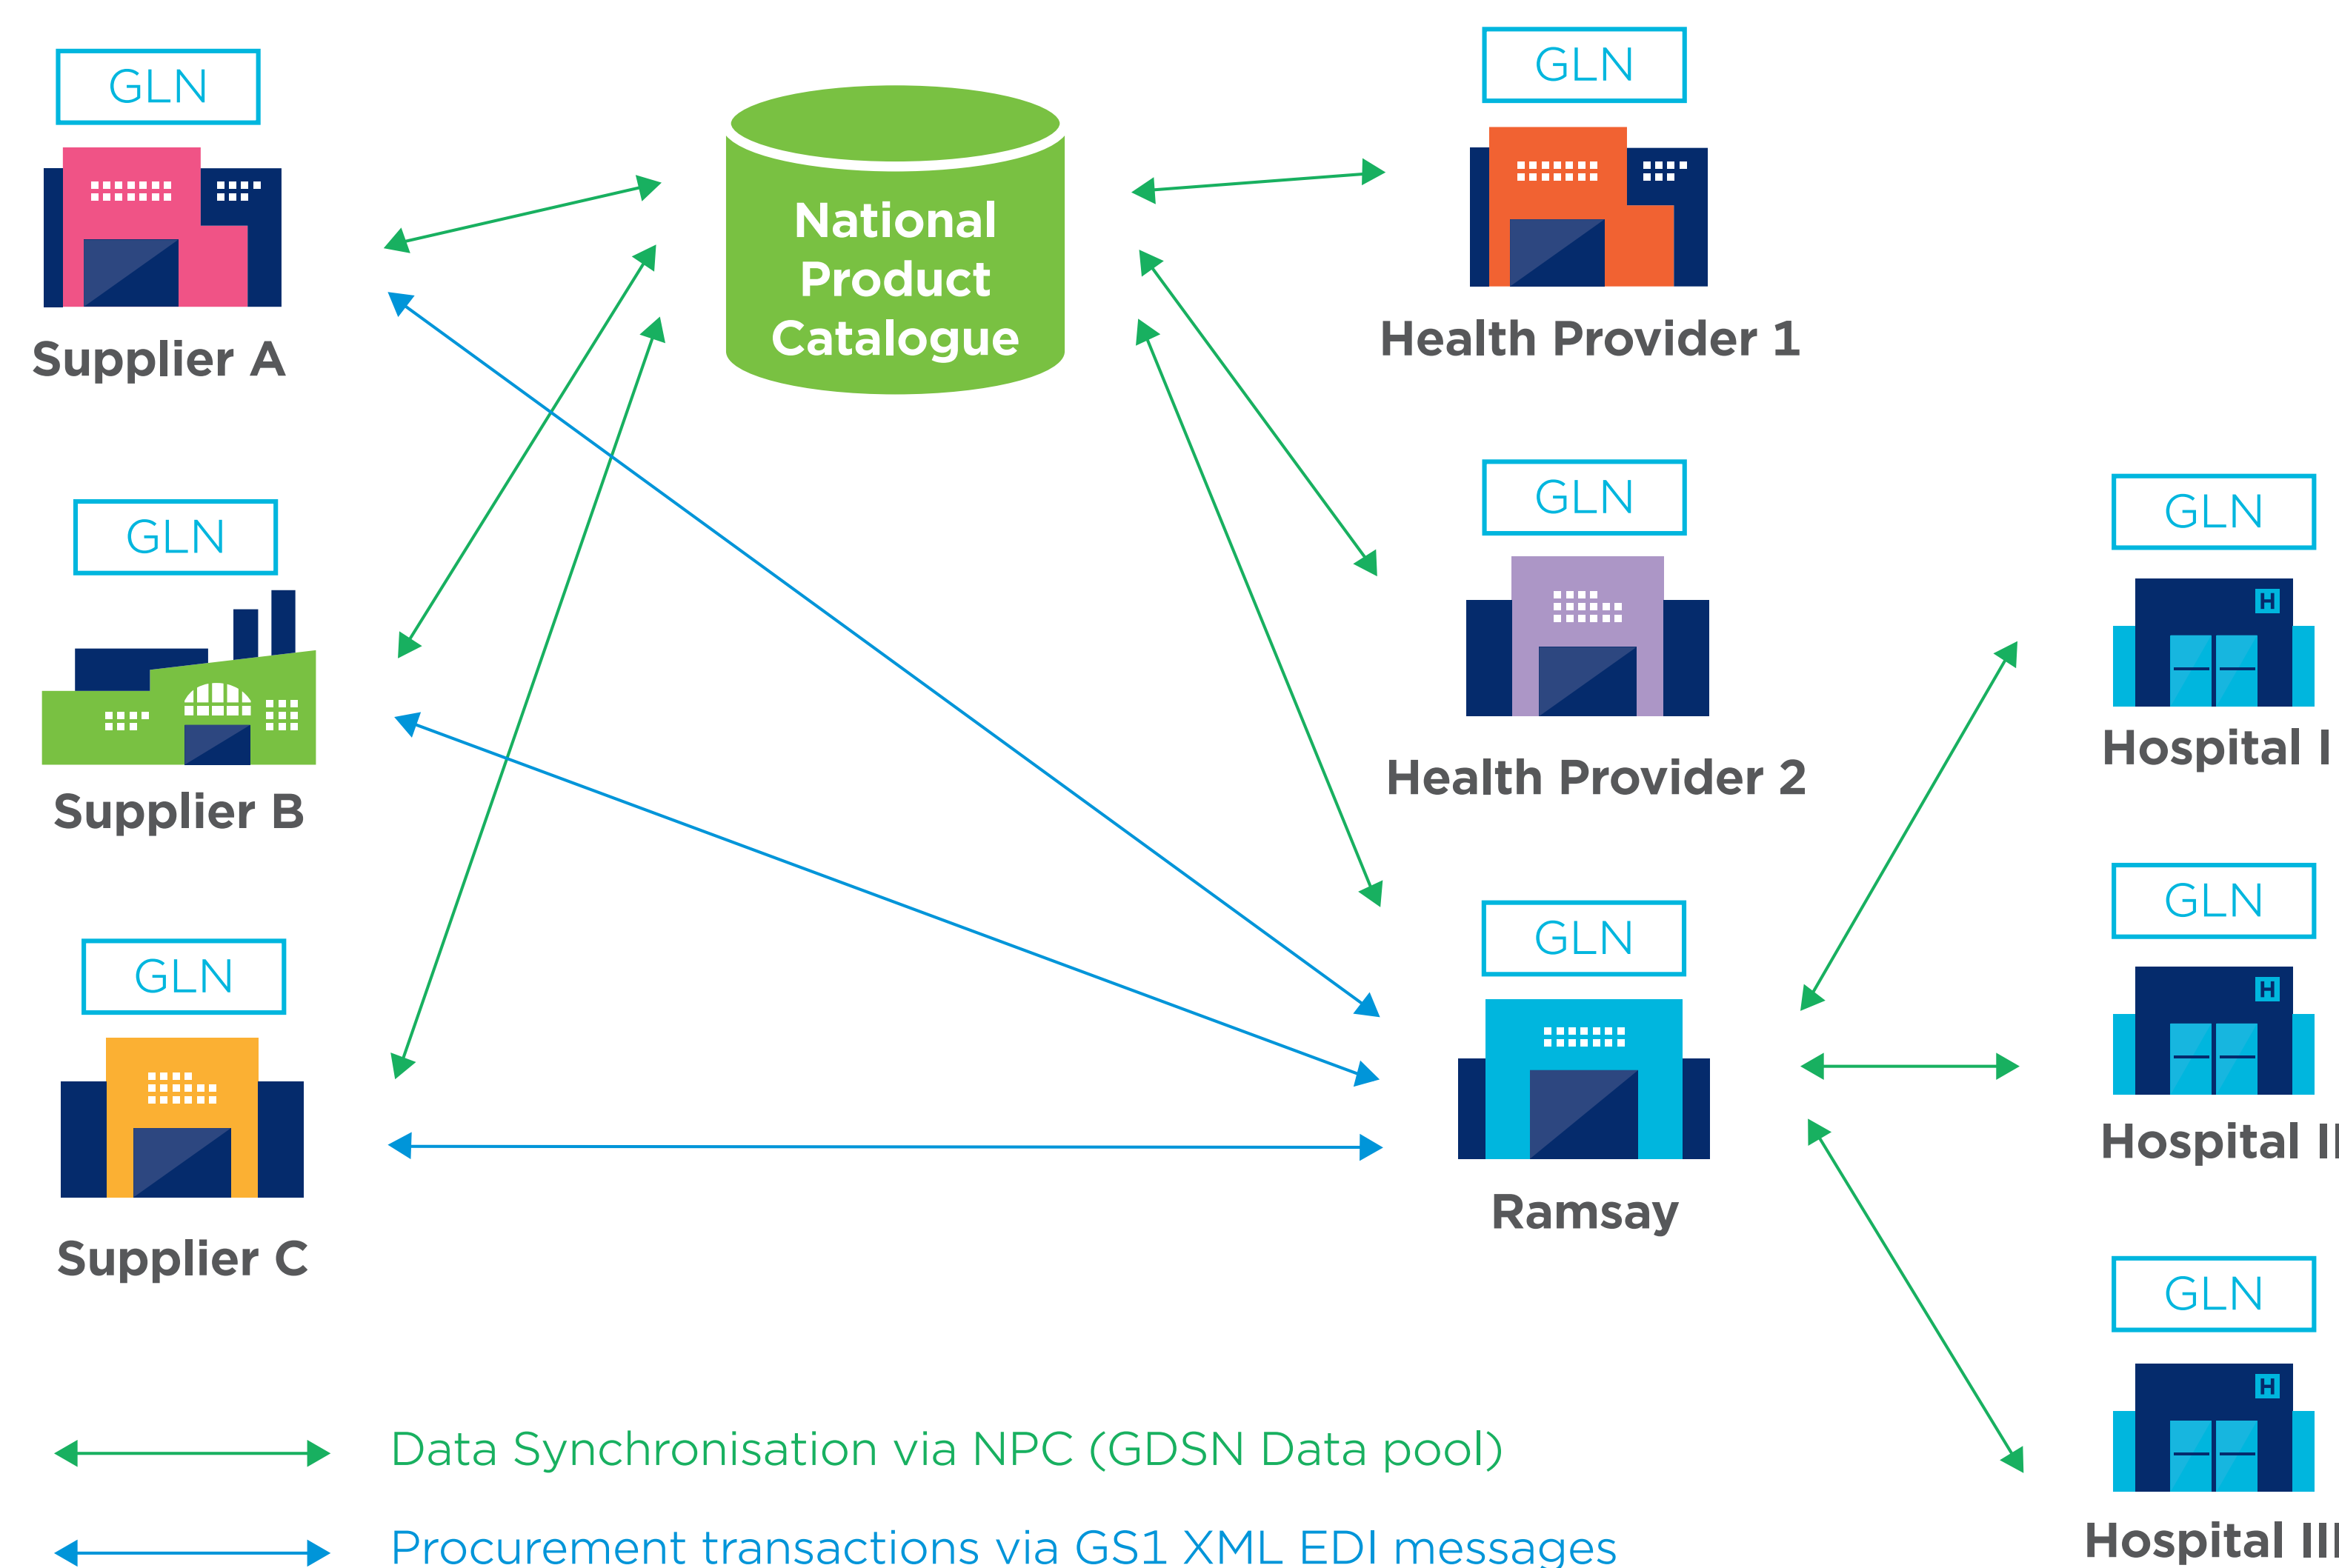 GLN
Supplier A
GLN
Supplier B
GLN
Supplier C
National
Product
Catalogue
GLN
Health Provider 1
GLN
Health Provider 2
GLN
Ramsay
GLN
H
Hospital I
GLN
H
Hospital II
GLN
H
Hospital III
Data Synchronisation via NPC (GDSN Data pool)
Procurement transactions via GS1 XML EDI messages